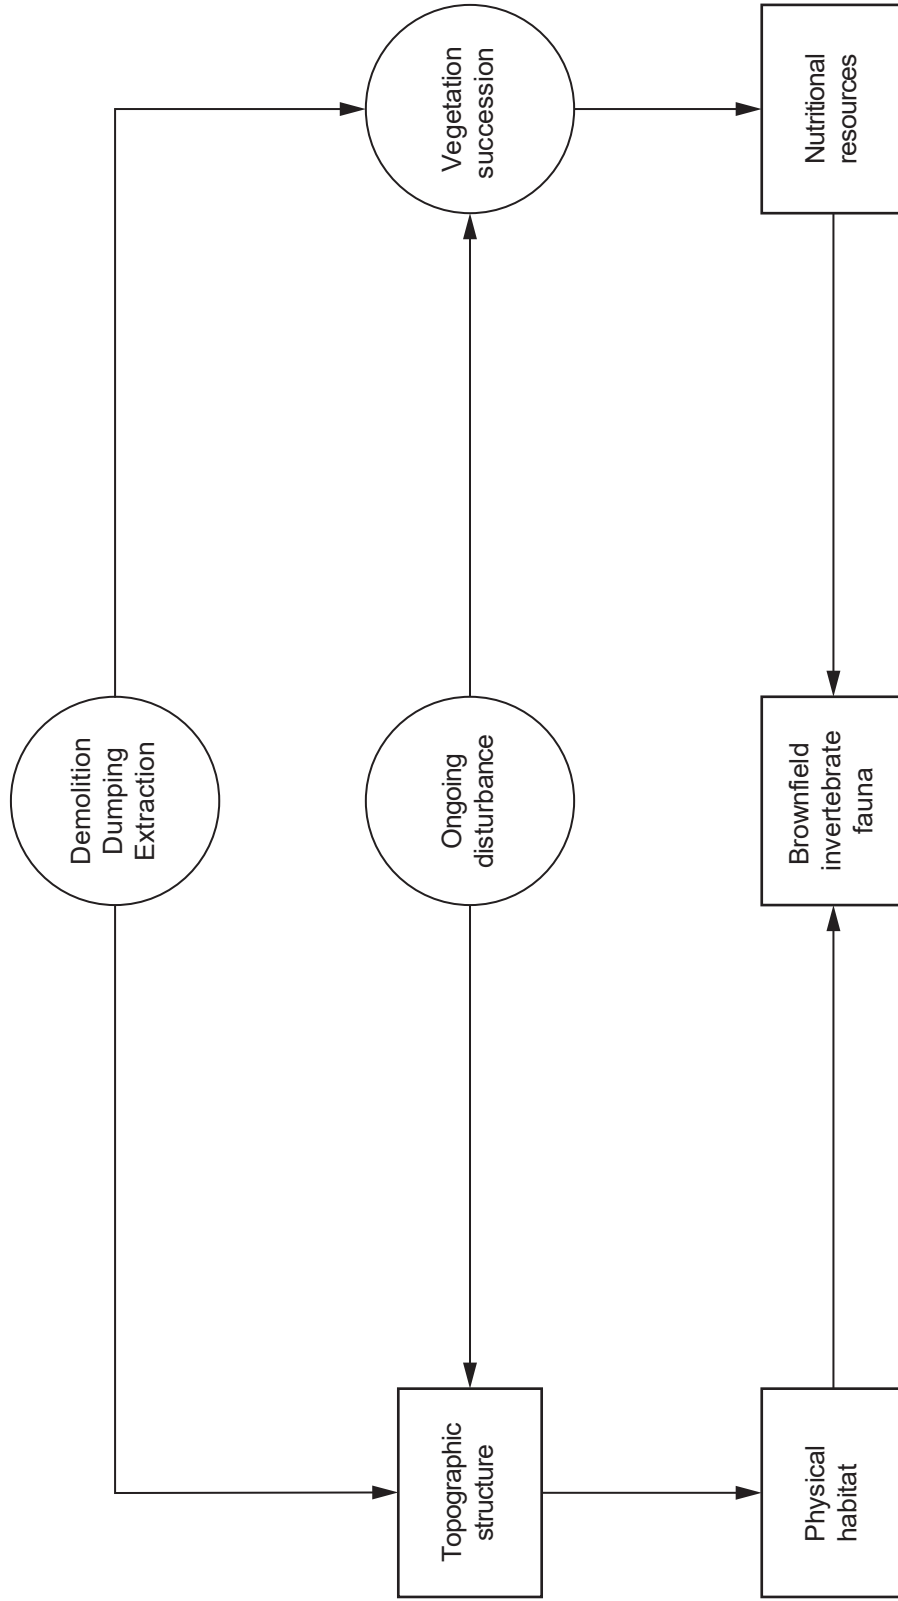 Demolition
Dumping
Extraction
Topographic
structure
Ongoing
disturbance
Vegetation
succession
Physical
habitat
Brownfield
invertebrate
fauna
Nutritional
resources